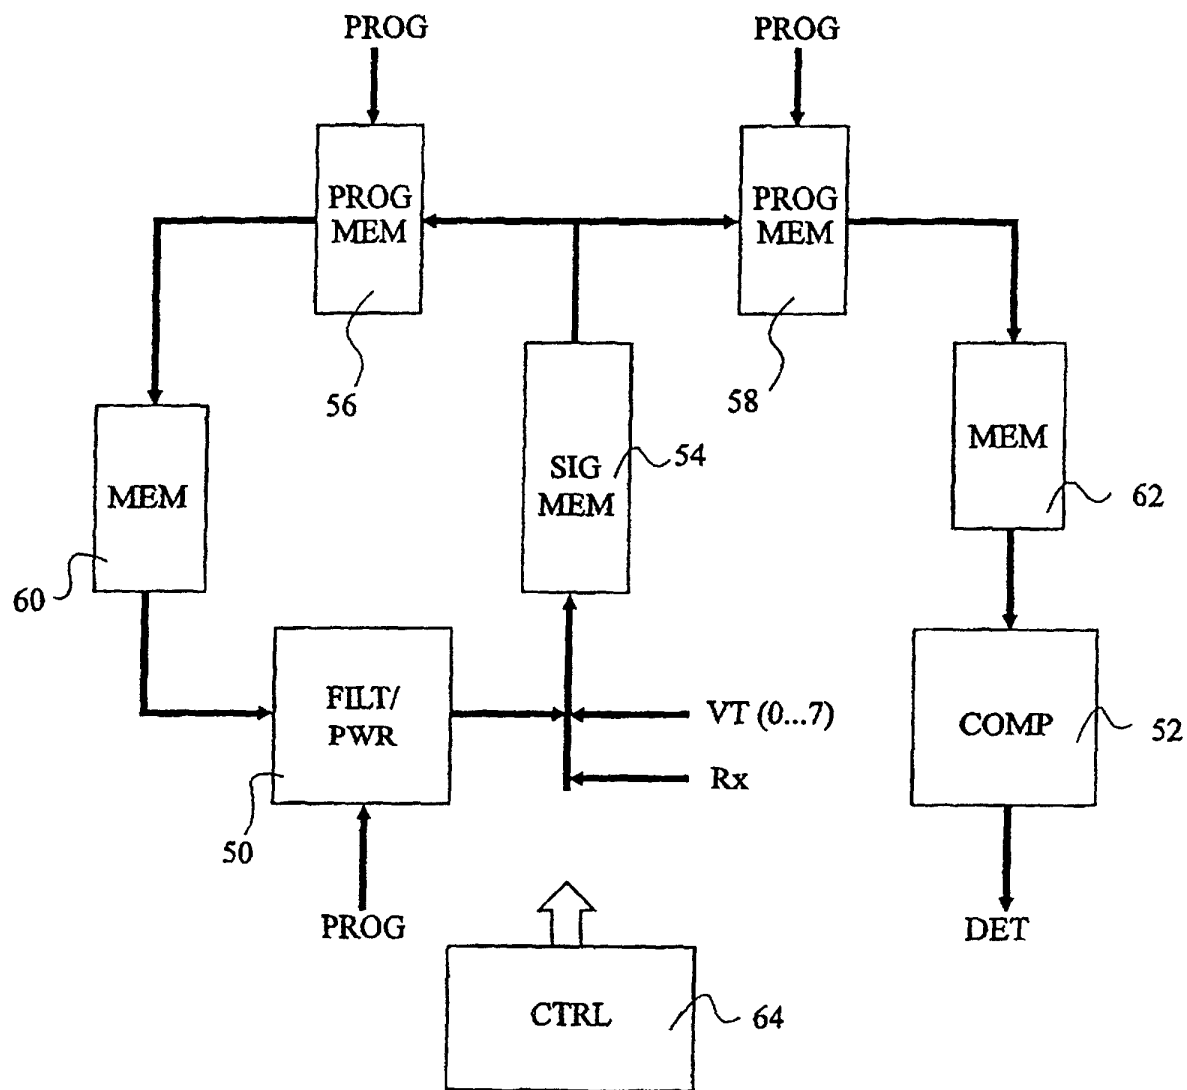 PROG
PROG
PROG
MEM
PROG
MEM
56
58
MEM
SIG
MEM
54
MEM
62
60
FILT/
PWR
VT (0...7)
COMP
52
Rx
50
PROG
DET
CTRL
64